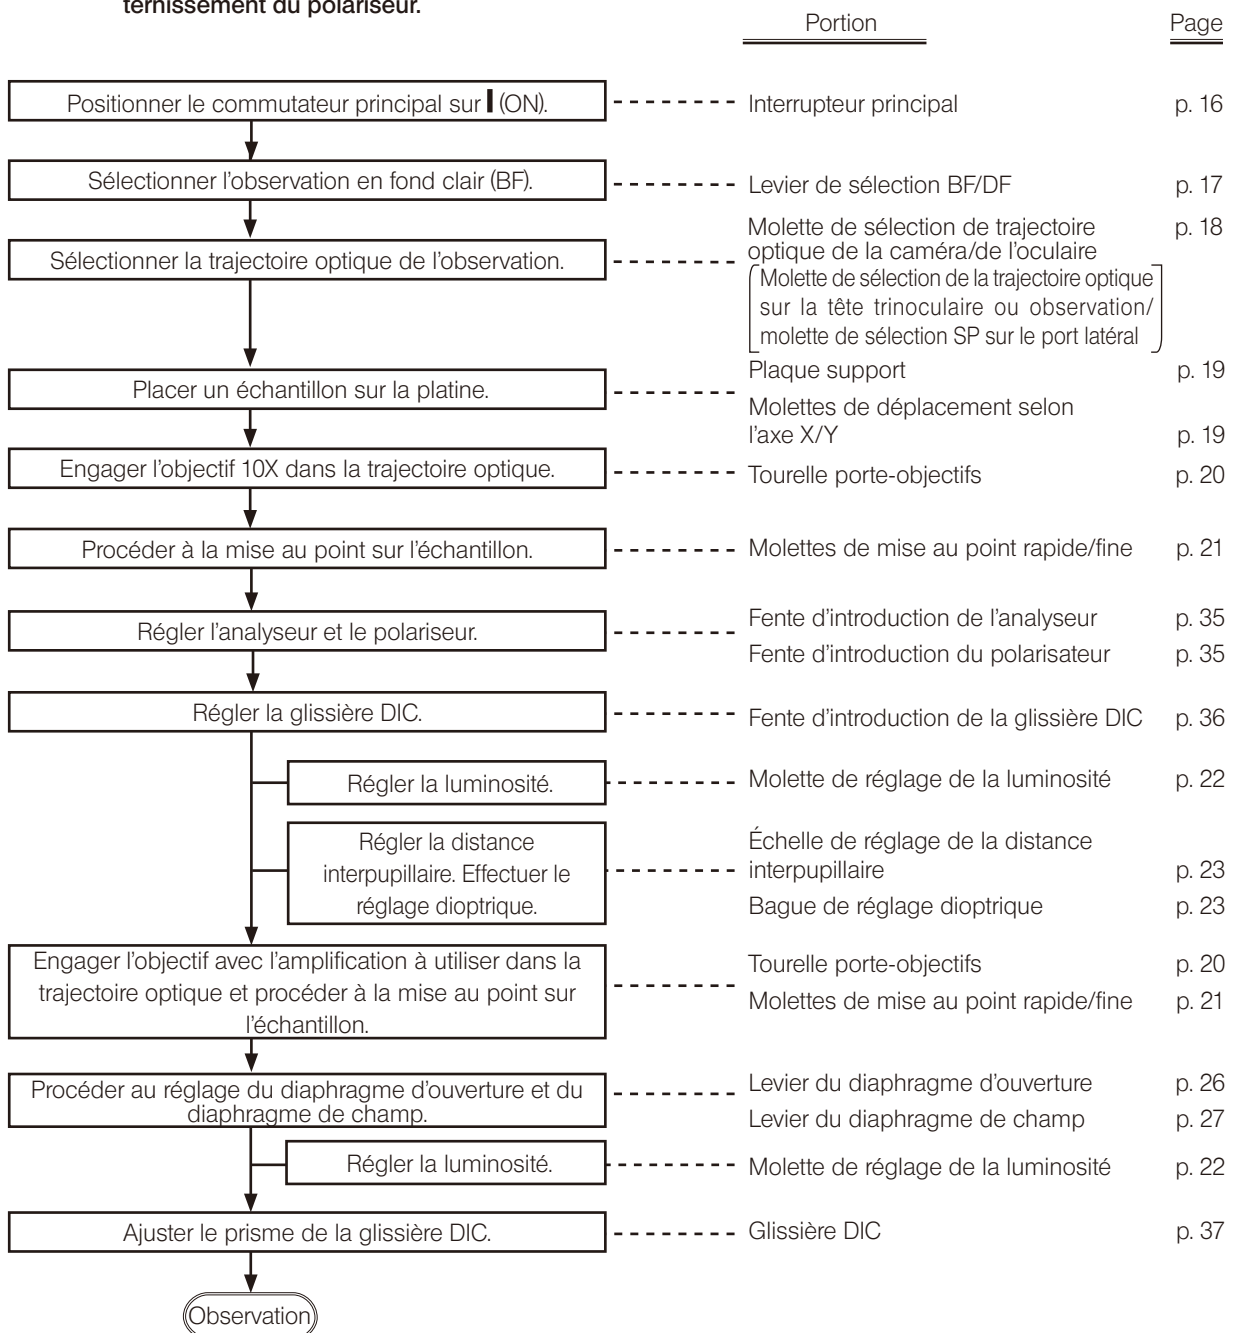 ternissement du polariseur.
Portion Page
Positionner le commutateur principal sur I (ON). Interrupteur principal p. 16
Sélectionner l'observation en fond clair (BF). Levier de sélection BF/DF p. 17
Molette de sélection de trajectoire p. 18
optique de la caméra/de l'oculaire
Sélectionner la trajectoire optique de l'observation.
Molette de sélection de la trajectoire optique
sur la tête trinoculaire ou observation/
molette de sélection SP sur le port latéral
Plaque support p. 19
Placer un échantillon sur la platine.
Molettes de déplacement selon
l'axe X/Y p. 19
Engager l'objectif 10X dans la trajectoire optique. Tourelle porte-objectifs p. 20
Procéder à la mise au point sur l'échantillon. Molettes de mise au point rapide/fine p. 21
Régler l'analyseur et le polariseur.
Fente d'introduction de l'analyseur p. 35
Fente d'introduction du polarisateur p. 35
Régler la glissière DIC. Fente d'introduction de la glissière DIC p. 36
Régler la luminosité. Molette de réglage de la luminosité p. 22
Régler la distance
interpupillaire. Effectuer le
réglage dioptrique.
Échelle de réglage de la distance
interpupillaire p. 23
Bague de réglage dioptrique p. 23
Engager l'objectif avec l'amplification à utiliser dans la
trajectoire optique et procéder à la mise au point sur
l'échantillon.
Tourelle porte-objectifs p. 20
Molettes de mise au point rapide/fine p. 21
Procéder au réglage du diaphragme d'ouverture et du
diaphragme de champ.
Levier du diaphragme d'ouverture p. 26
Levier du diaphragme de champ p. 27
Régler la luminosité. Molette de réglage de la luminosité p. 22
Ajuster le prisme de la glissière DIC. Glissière DIC p. 37
Observation